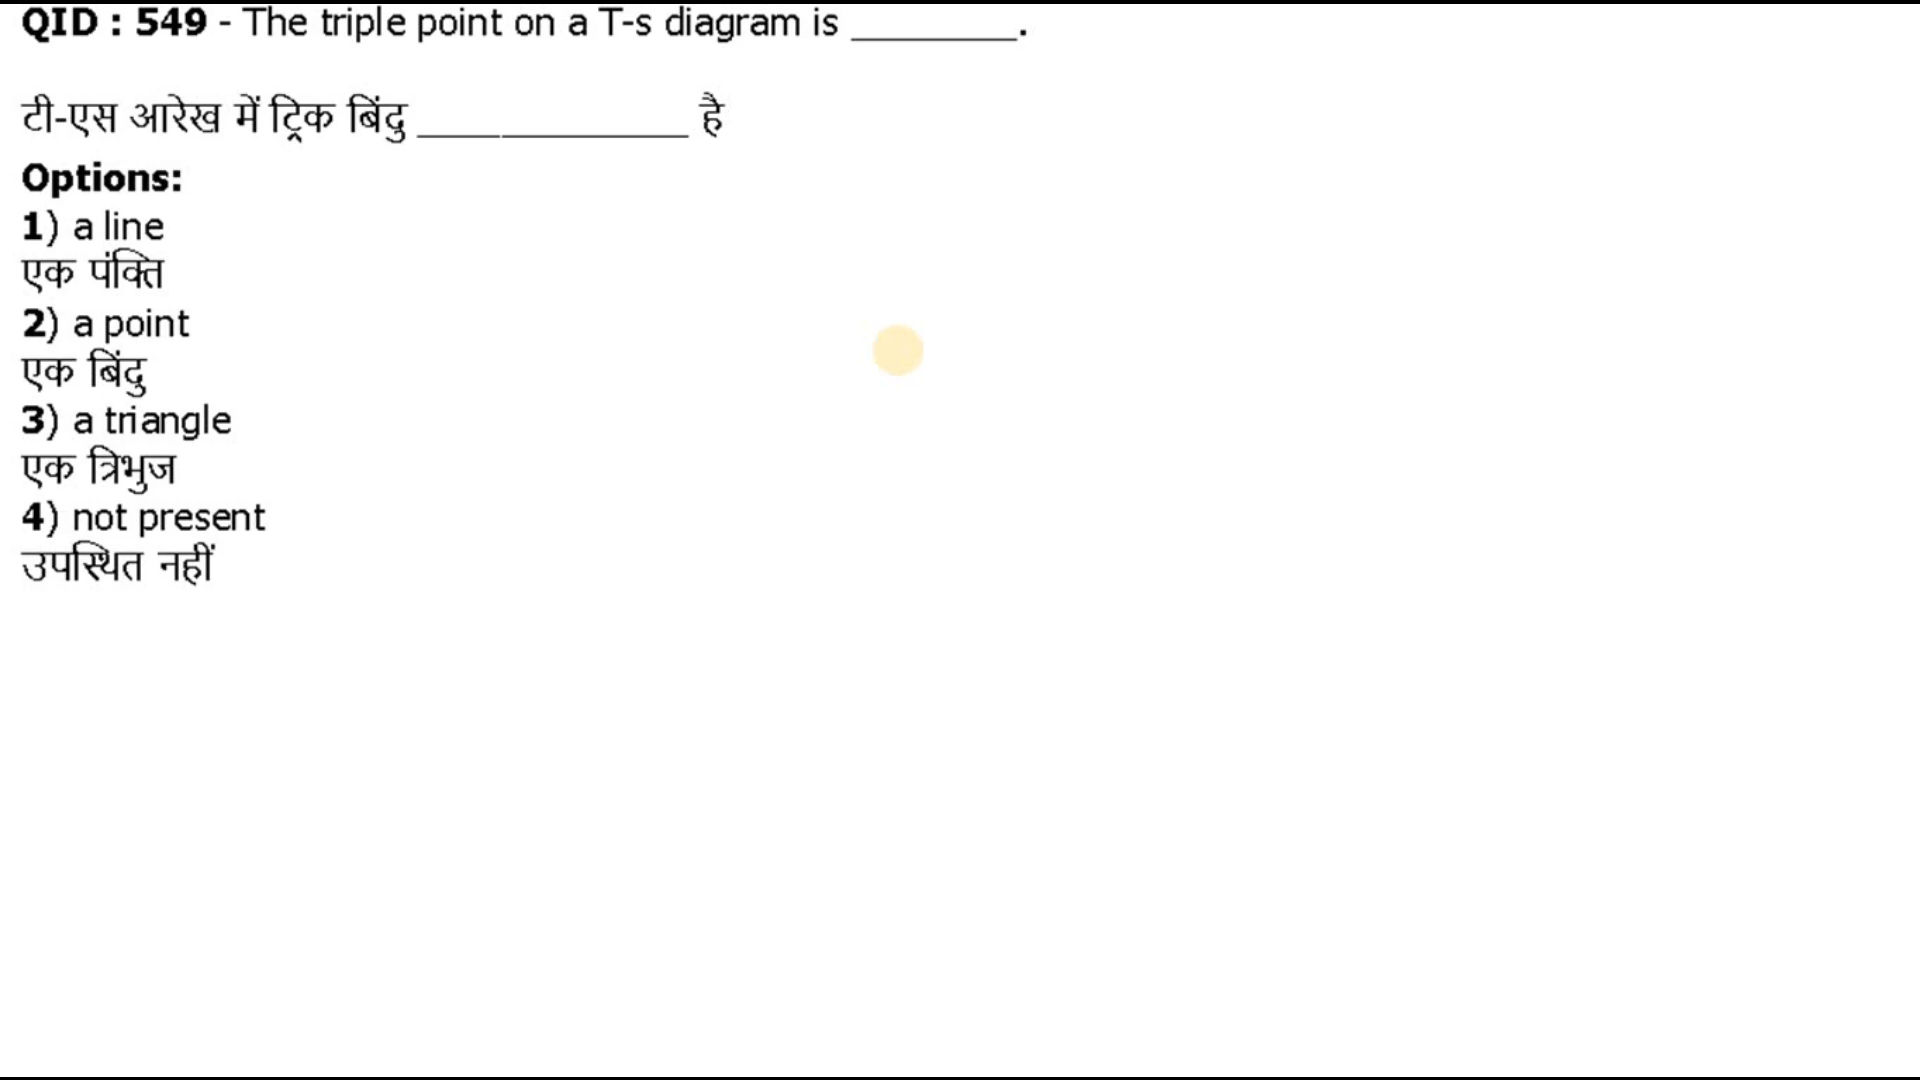 QID : 549 - The triple point on a T-s diagram is ________.
टी-एस आरेख में ट्रिक बिंदु _____________ है
Options:
1) a line
एक पंक्ति
2) a point
एक बिंदु
3) a triangle
एक त्रिभुज
4) not present
उपस्थित नहीं